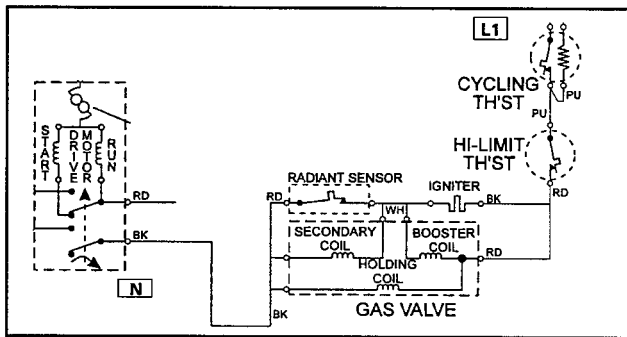 L1
CYCLING
TH'ST
PU
PU
HI-LIMIT
TH'ST
RD
START
DRIVE
MOTOR
RUN
RD
BK
N
RADIANT SENSOR
IGNITER
RD
WH
BK
SECONDARY
COIL
BOOSTER
COIL
RD
HOLDING
COIL
BK
GAS VALVE